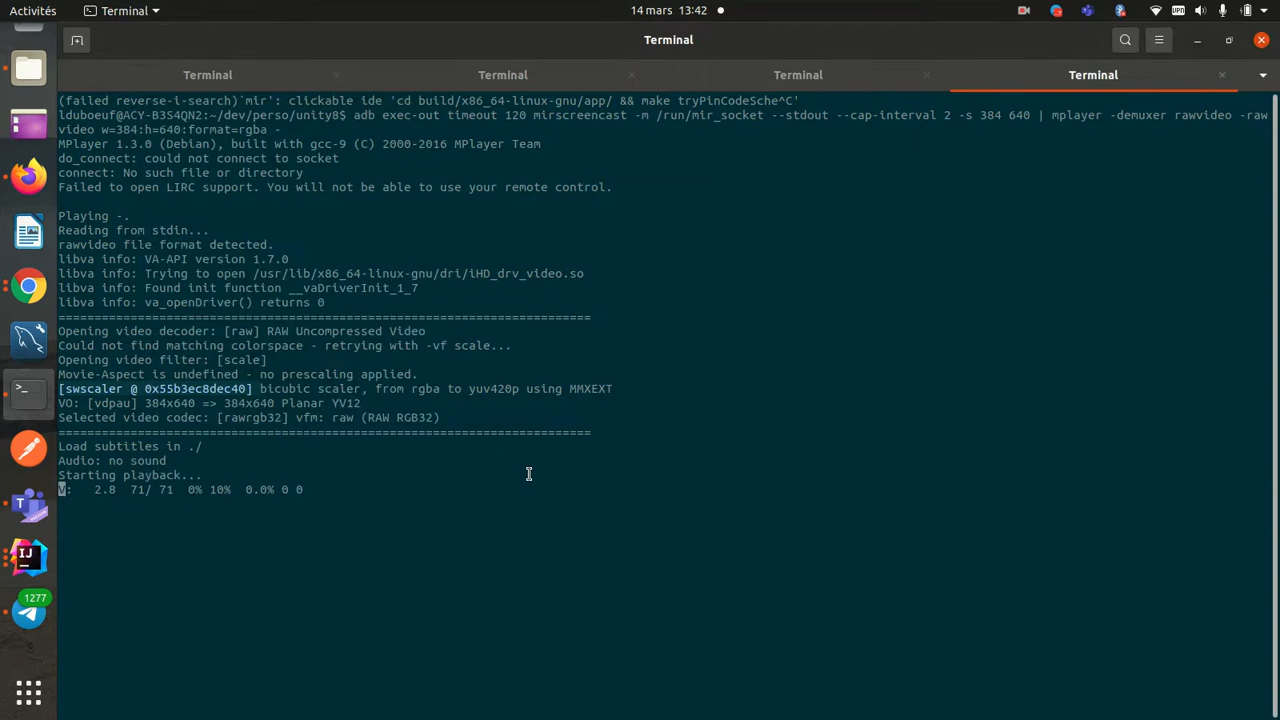 Activités
Terminal
14 mars 13:42
JPO
Terminal
Terminal
Terminal
Terminal
Terminal
(failed reverse-i-search)`mir': clickable ide 'cd build/x86_64-linux-gnu/app/ && make tryPinCodeSche^C'
lduboeuf@ACY-B3S4QN2:~/dev/perso/unity8$ adb exec-out timeout 120 mirscreencast -m /run/mir_socket --stdout --cap-interval 2 -s 384 640 | mplayer -demuxer rawvideo -raw
video w=384:h=640:format=rgba -
MPlayer 1.3.0 (Debian), built with gcc-9 (C) 2000-2016 MPlayer Team
do_connect: could not connect to socket
connect: No such file or directory
Failed to open LIRC support. You will not be able to use your remote control.
Playing -.
Reading from stdin...
rawvideo file format detected.
libva info: VA-API version 1.7.0
libva info: Trying to open /usr/lib/x86_64-linux-gnu/dri/iHD_drv_video.so
libva info: Found init function __vaDriverInit_1_7
libva info: va_openDriver() returns 0
==========================================================================
Opening video decoder: [raw] RAW Uncompressed Video
Could not find matching colorspace - retrying with -vf scale...
Opening video filter: [scale]
Movie-Aspect is undefined - no prescaling applied.
[swscaler @ 0x55b3ec8dec40] bicubic scaler, from rgba to yuv420p using MMXEXT
VO: [vdpau] 384x640 => 384x640 Planar YV12
Selected video codec: [rawrgb32] vfm: raw (RAW RGB32)
==========================================================================
Load subtitles in ./
Audio: no sound
Starting playback...
V:   2.8  71/ 71  0% 10%  0.0% 0 0
IJ
1277